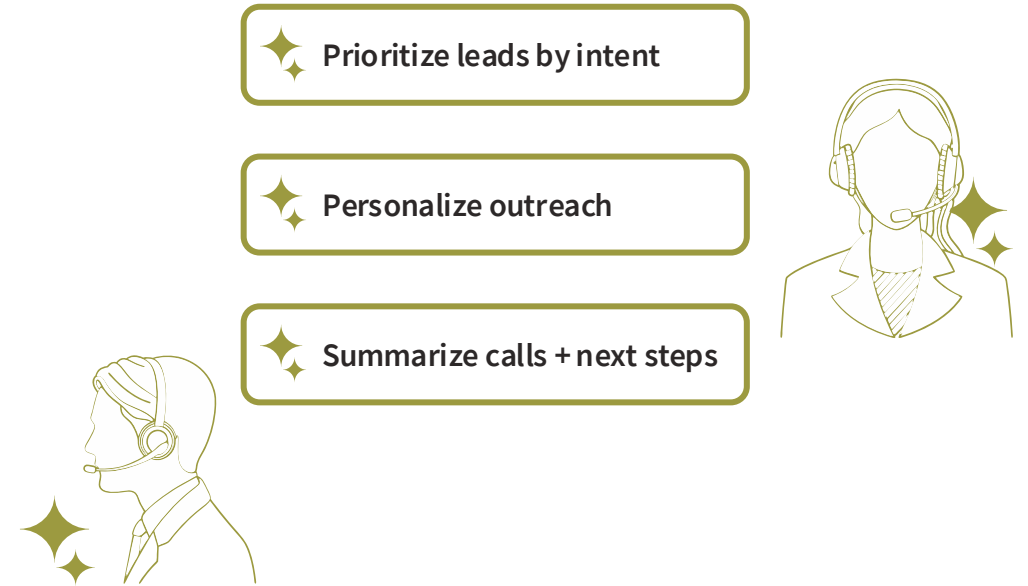 Prioritize leads by intent
Personalize outreach
Summarize calls + next steps